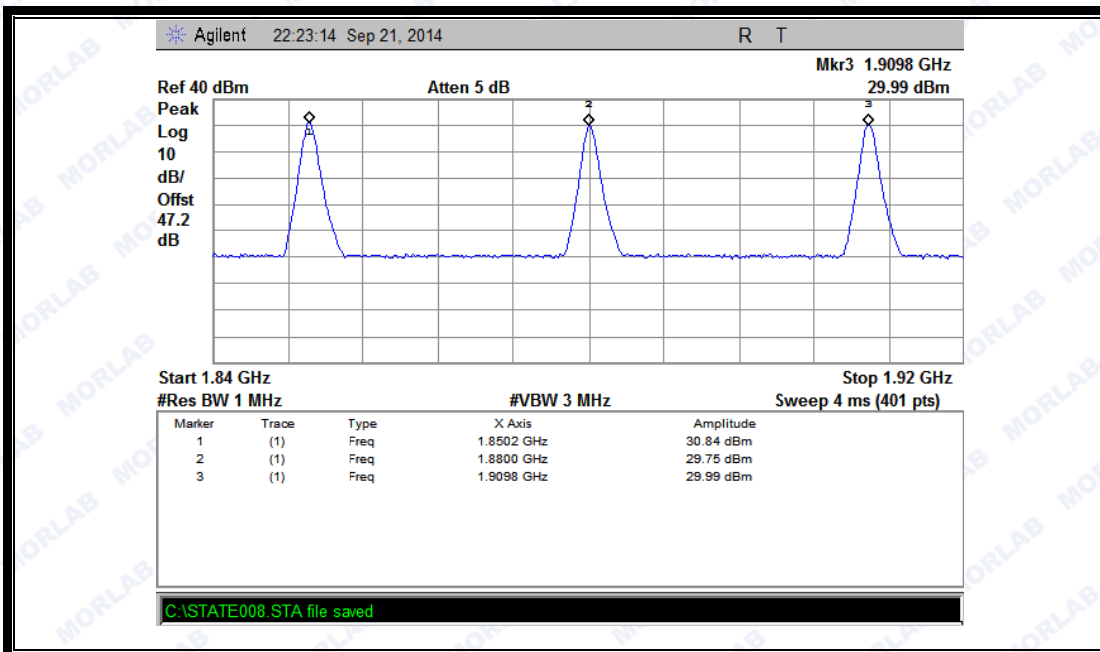 Agilent 22:23:14 Sep 21, 2014 R T
Mkr3 1.9098 GHz
Ref 40 dBm Atten 5 dB 29.99 dBm
Peak
Log
10
dB/
Offst
47.2
dB
1
2
3
Start 1.84 GHz Stop 1.92 GHz
#Res BW 1 MHz #VBW 3 MHz Sweep 4 ms (401 pts)
Marker Trace Type X Axis Amplitude
1 (1) Freq 1.8502 GHz 30.84 dBm
2 (1) Freq 1.8800 GHz 29.75 dBm
3 (1) Freq 1.9098 GHz 29.99 dBm
C:\STATE008.STA file saved
MORLAB